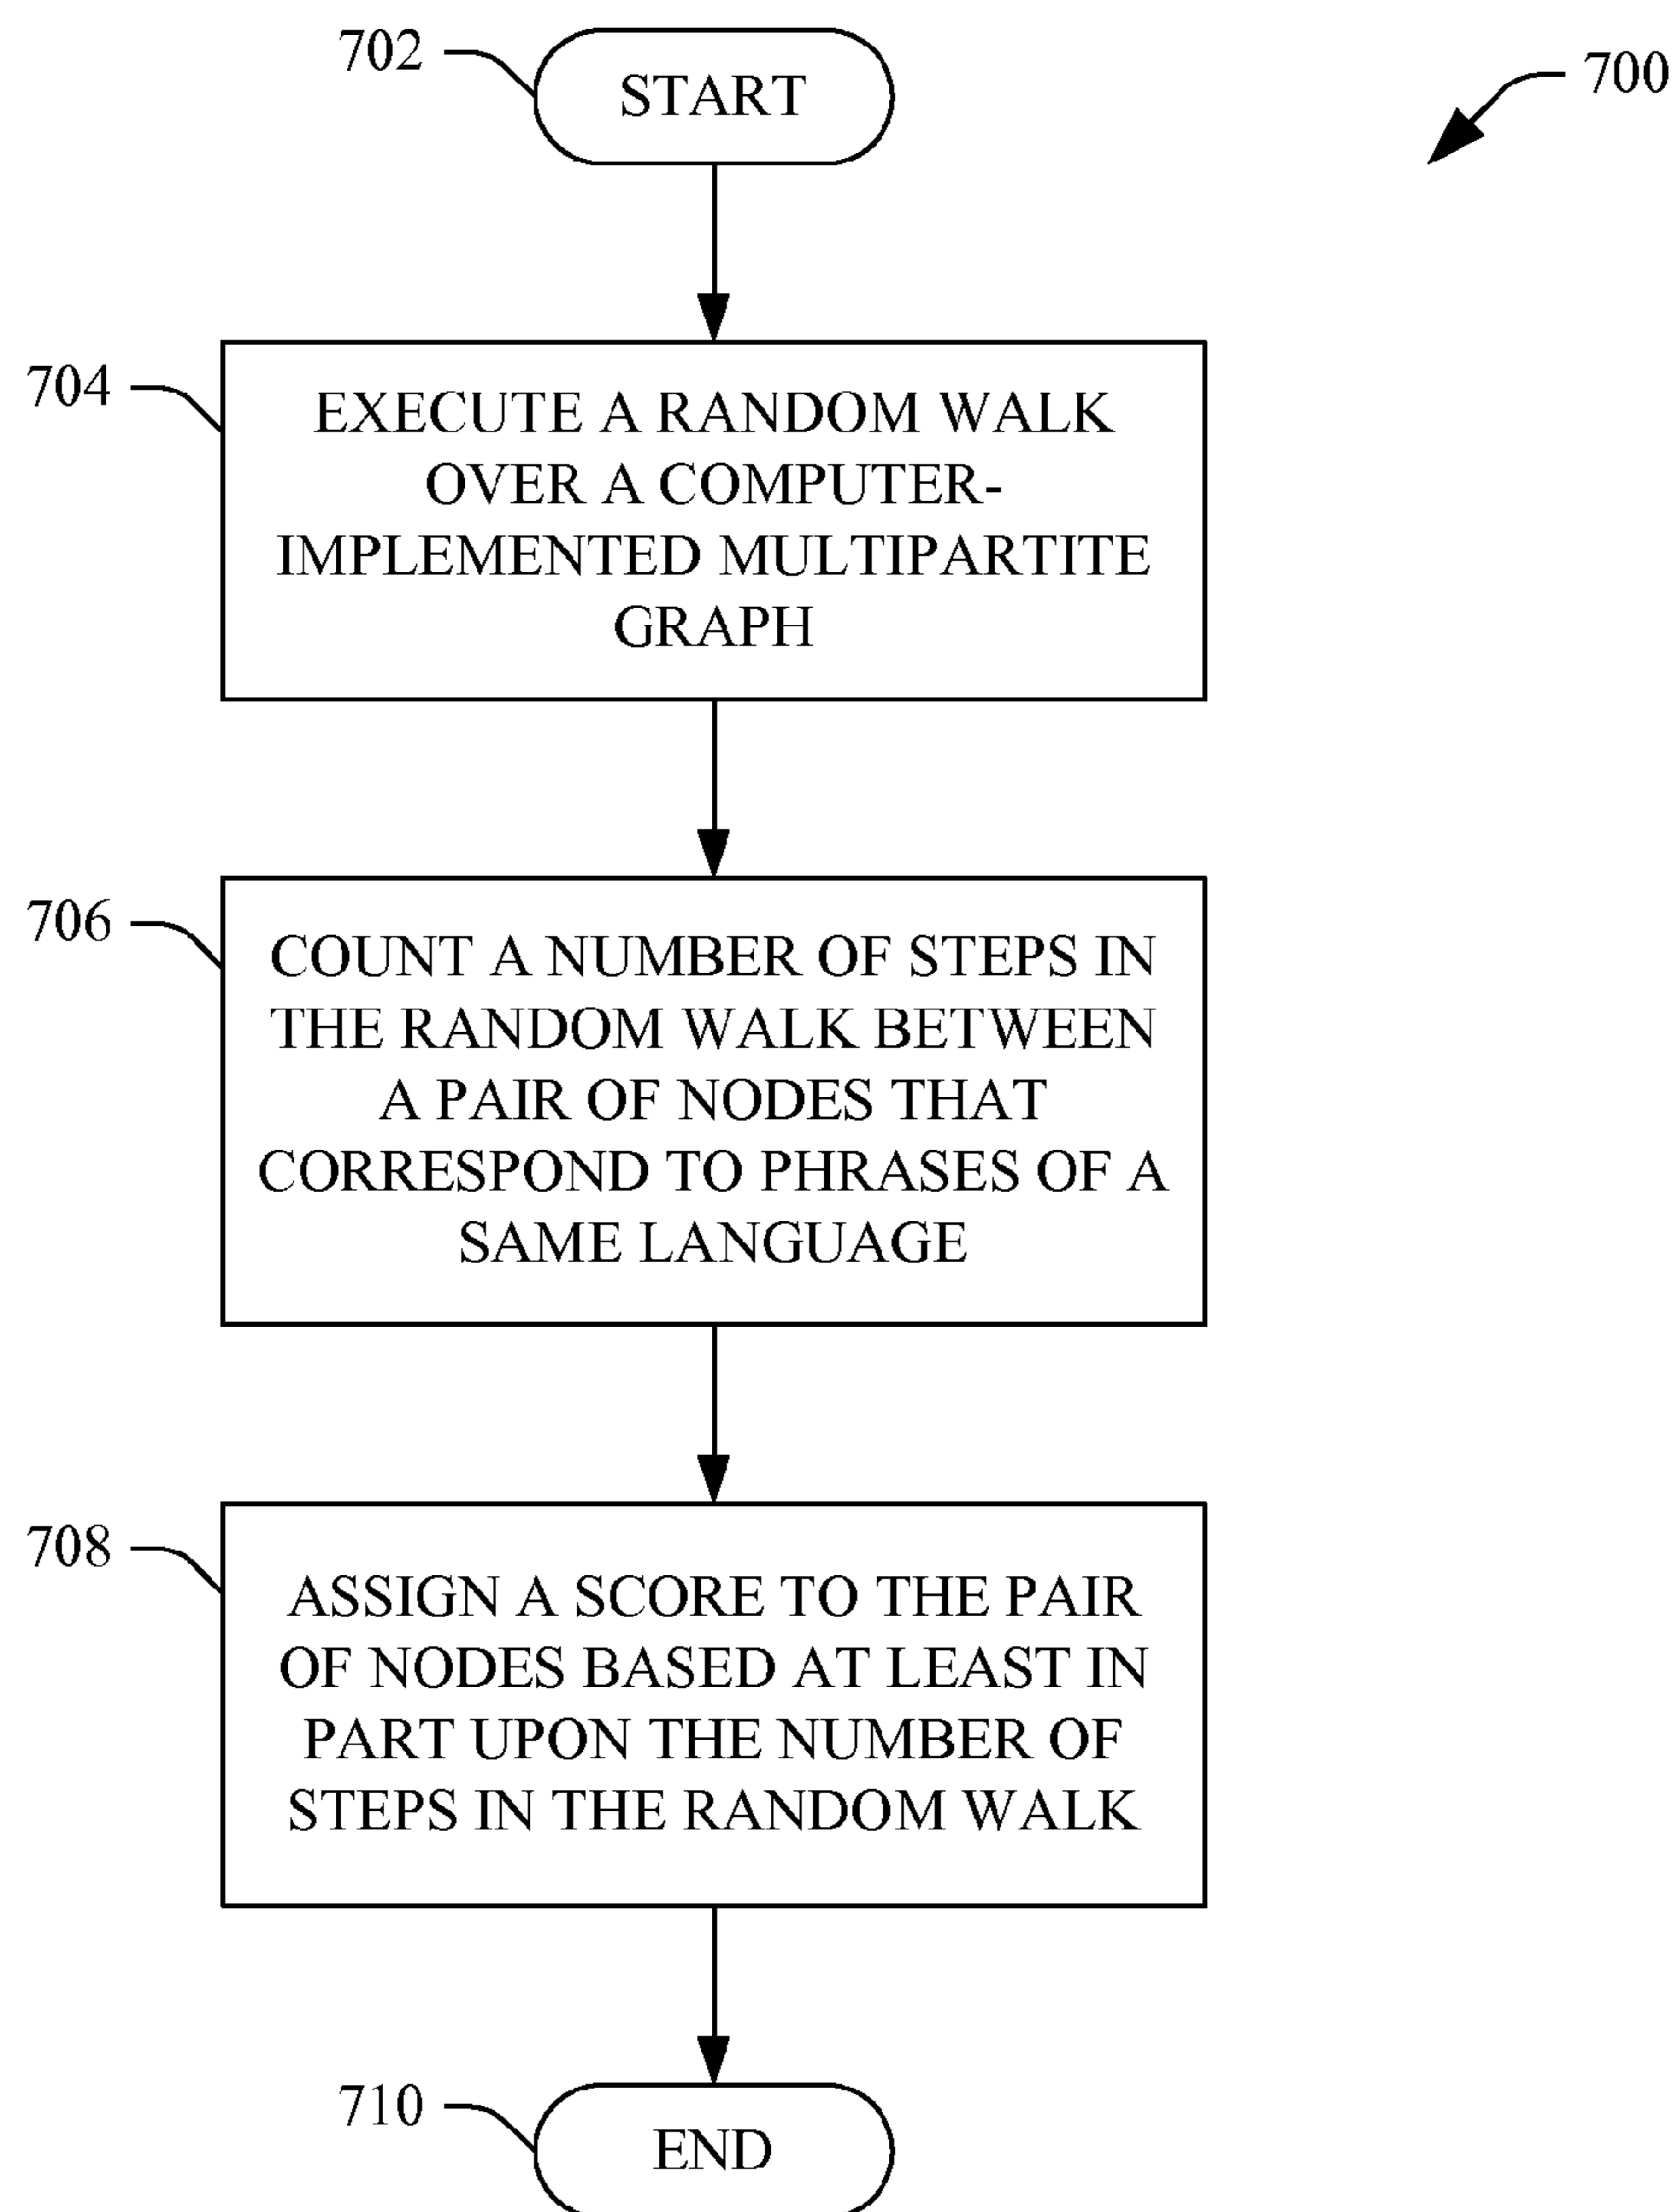 702
START
700
704
EXECUTE A RANDOM WALK
OVER A COMPUTER-
IMPLEMENTED MULTIPARTITE
GRAPH
706
COUNT A NUMBER OF STEPS IN
THE RANDOM WALK BETWEEN
A PAIR OF NODES THAT
CORRESPOND TO PHRASES OF A
SAME LANGUAGE
708
ASSIGN A SCORE TO THE PAIR
OF NODES BASED AT LEAST IN
PART UPON THE NUMBER OF
STEPS IN THE RANDOM WALK
710
END